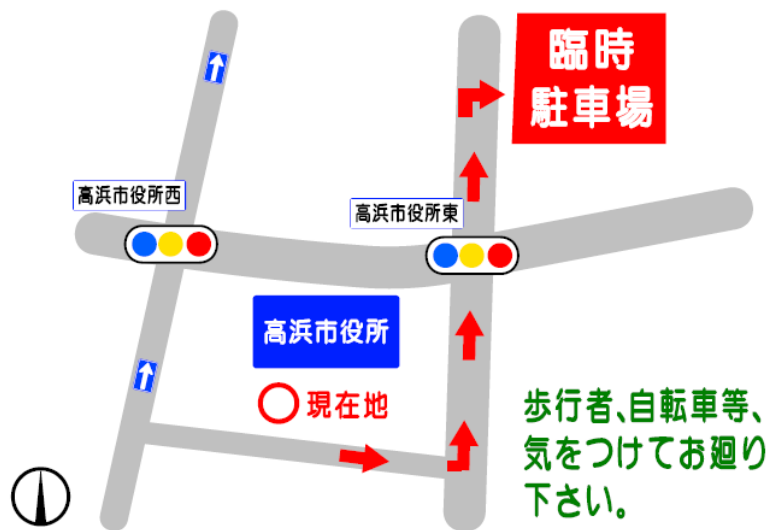 臨時
駐車場
高浜市役所西
高浜市役所東
高浜市役所
現在地
歩行者、自転車等、
気をつけてお廻り
下さい。